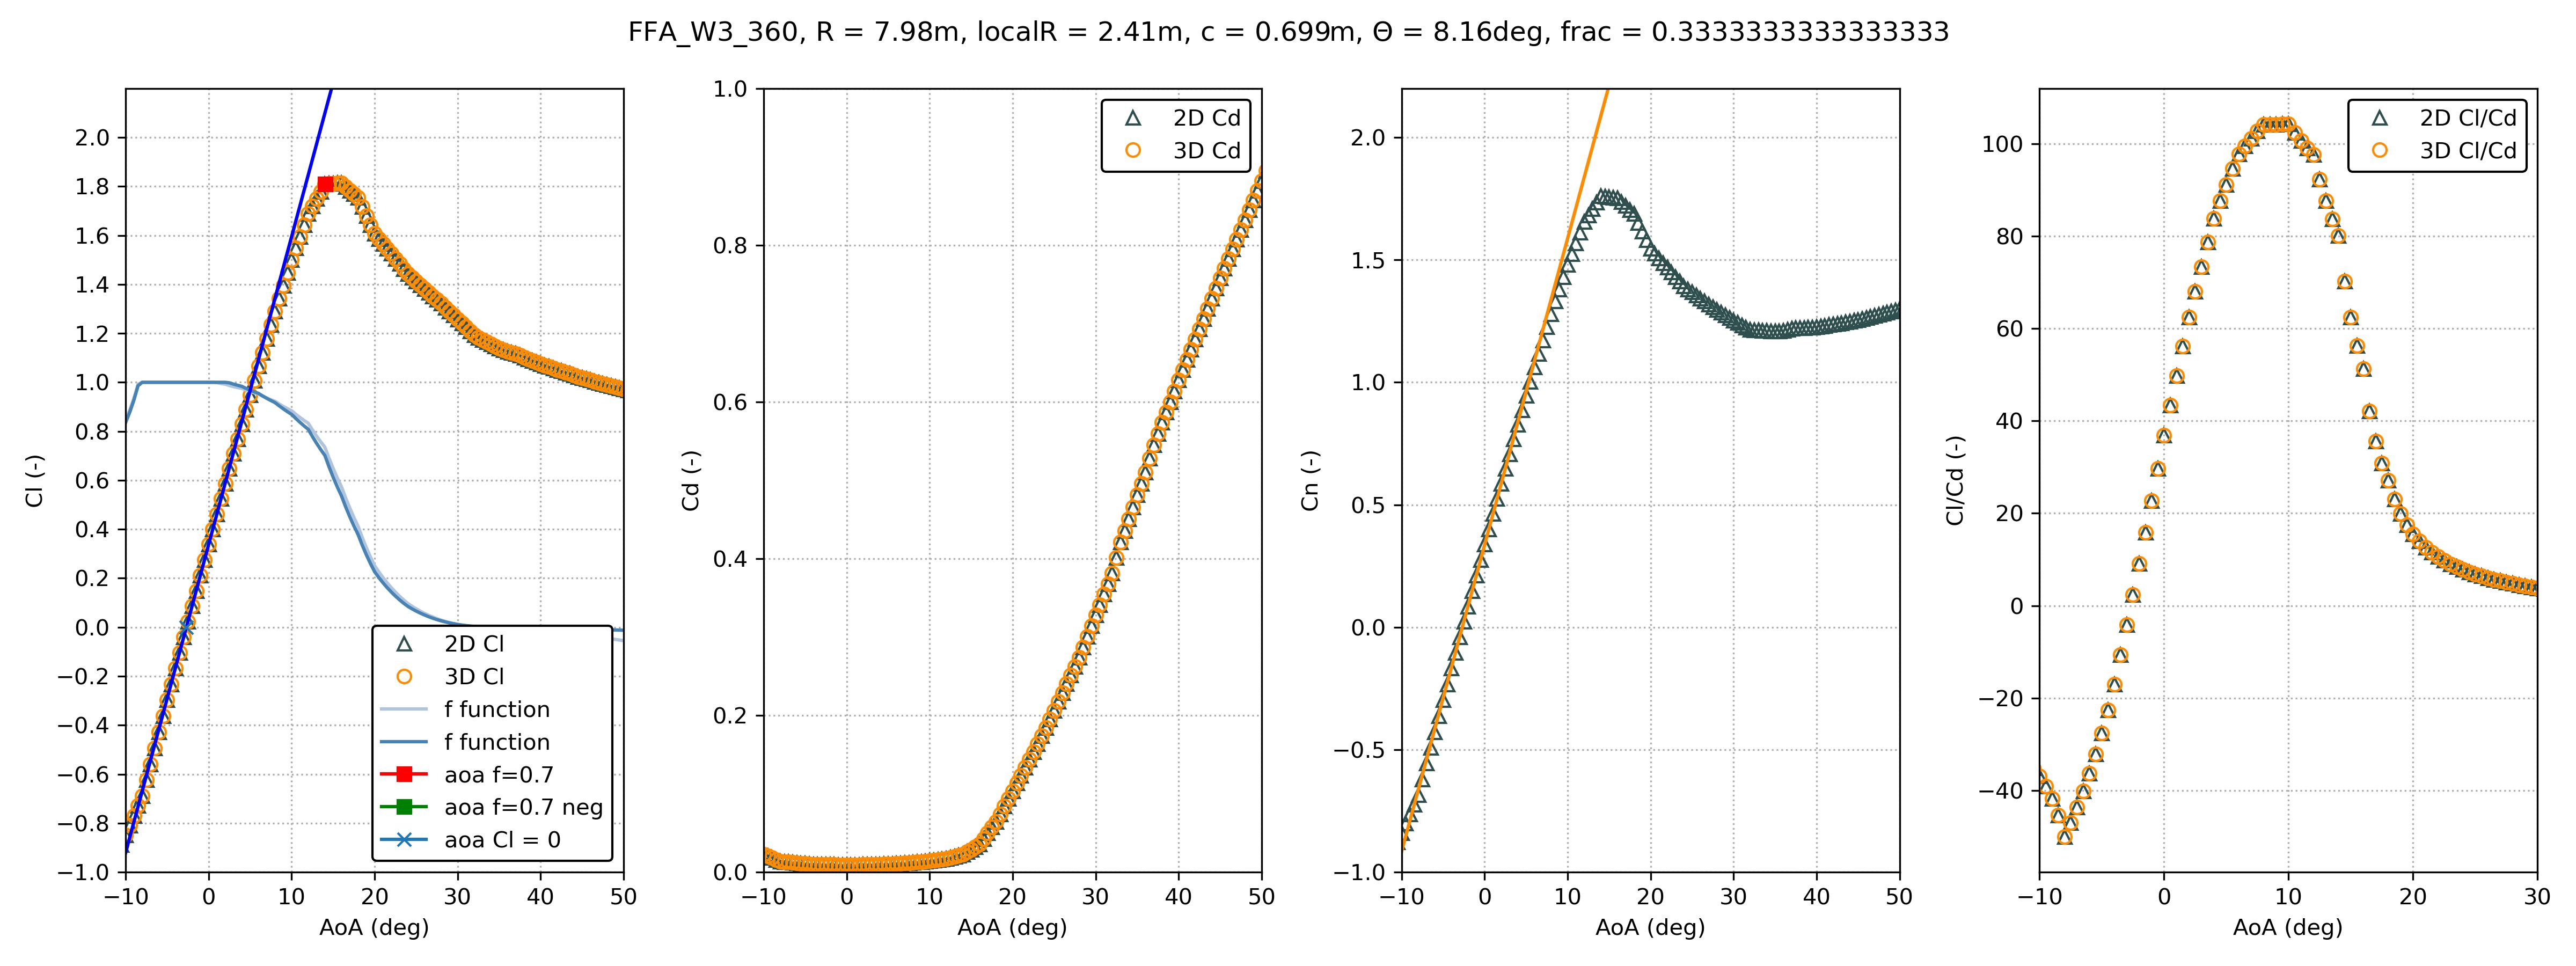 FFA_W3_360, R = 7.98m, localR = 2.41m, c = 0.699m, Θ = 8.16deg, frac = 0.3333333333333333
Cl (-)
2.0
1.8
1.6
1.4
1.2
1.0
0.8
0.6
0.4
0.2
0.0
−0.2
−0.4
−0.6
−0.8
−1.0
−10 0 10 20 30 40 50
AoA (deg)
2D Cl
3D Cl
f function
f function
aoa f=0.7
aoa f=0.7 neg
aoa Cl = 0
Cd (-)
1.0
0.8
0.6
0.4
0.2
0.0
−10 0 10 20 30 40 50
AoA (deg)
2D Cd
3D Cd
Cn (-)
2.0
1.5
1.0
0.5
0.0
−0.5
−1.0
−10 0 10 20 30 40 50
AoA (deg)
Cl/Cd (-)
100
80
60
40
20
0
−20
−40
−10 0 10 20 30
AoA (deg)
2D Cl/Cd
3D Cl/Cd